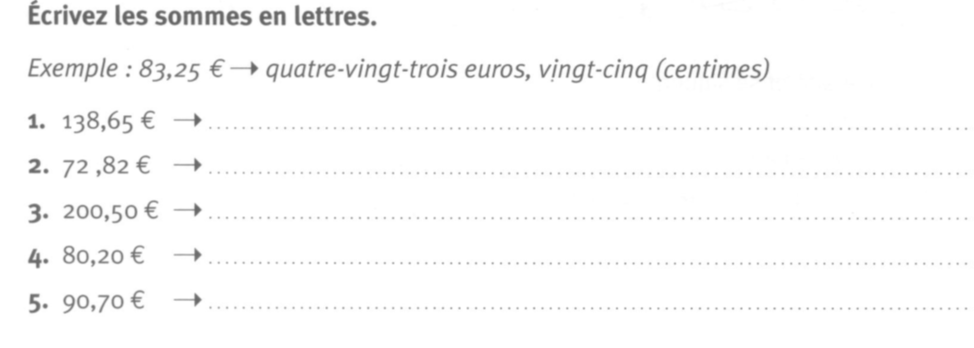 Écrivez les sommes en lettres.
Exemple : 83,25 € → quatre-vingt-trois euros, vingt-cinq (centimes)
1. 138,65 € → ........................................
2. 72 ,82 € → ........................................
3. 200,50 € → ........................................
4. 80,20 € → ........................................
5. 90,70 € → ........................................